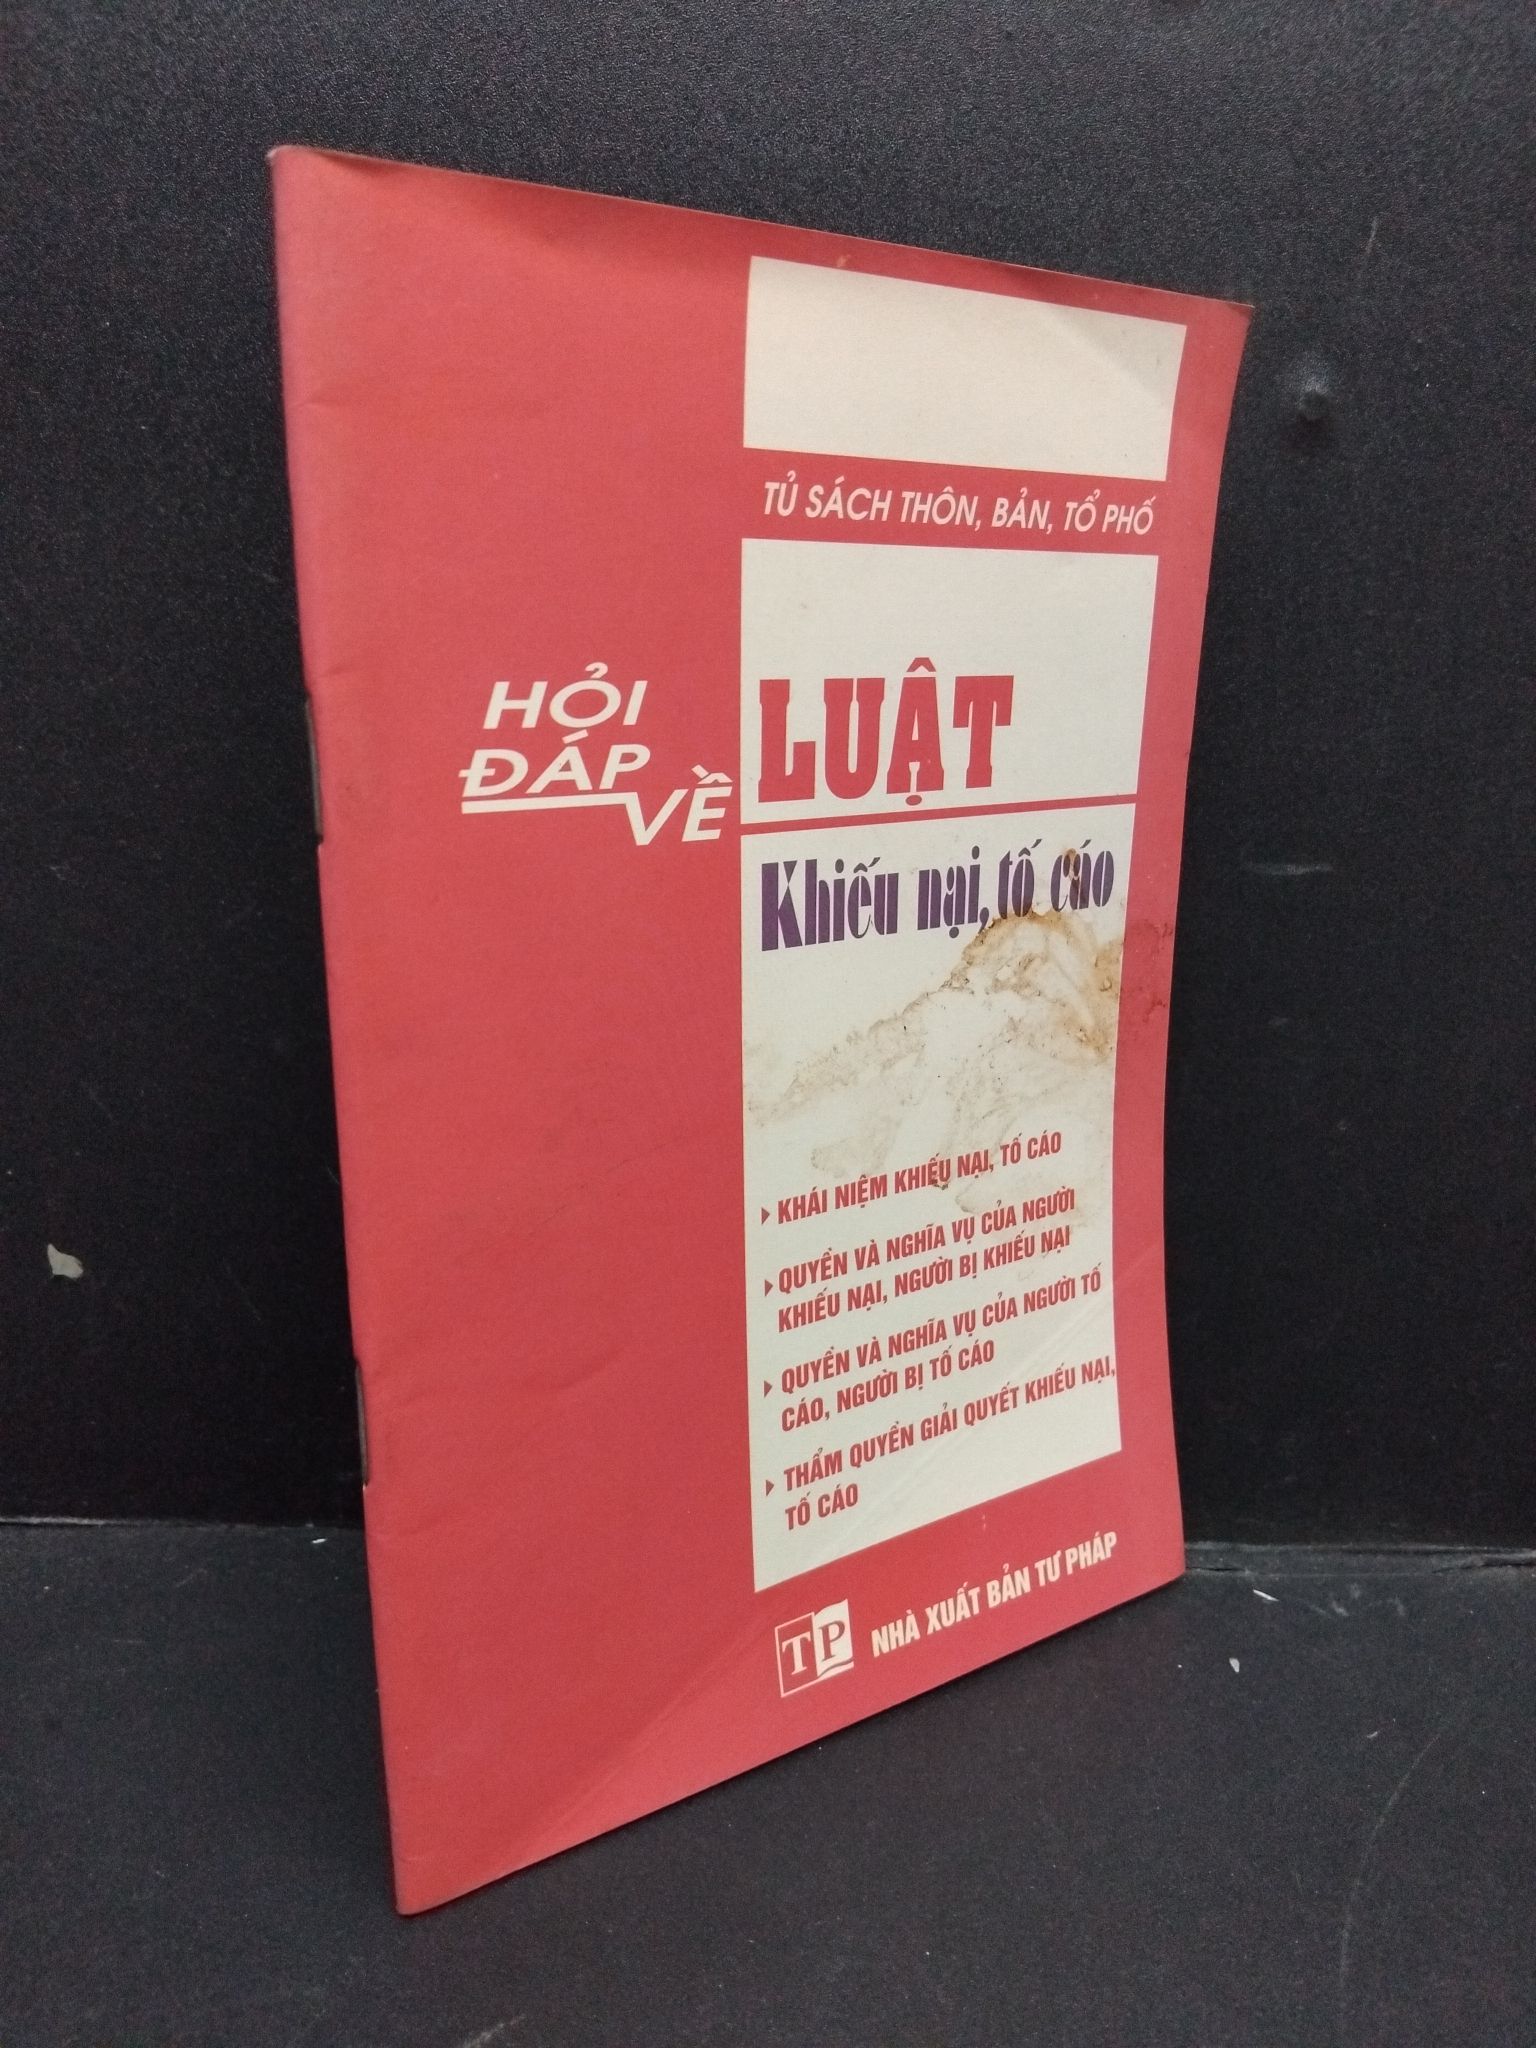 TỦ SÁCH THÔN, BẢN, TỔ PHỐ
HỎI
ĐÁP
VỀ
LUẬT
Khiếu nại, tố cáo
KHÁI NIỆM KHIẾU NẠI, TỐ CÁO
QUYỀN VÀ NGHĨA VỤ CỦA NGƯỜI
KHIẾU NẠI, NGƯỜI BỊ KHIẾU NẠI
QUYỀN VÀ NGHĨA VỤ CỦA NGƯỜI TỐ
CÁO, NGƯỜI BỊ TỐ CÁO
THẨM QUYỀN GIẢI QUYẾT KHIẾU NẠI,
TỐ CÁO
TP NHÀ XUẤT BẢN TƯ PHÁP